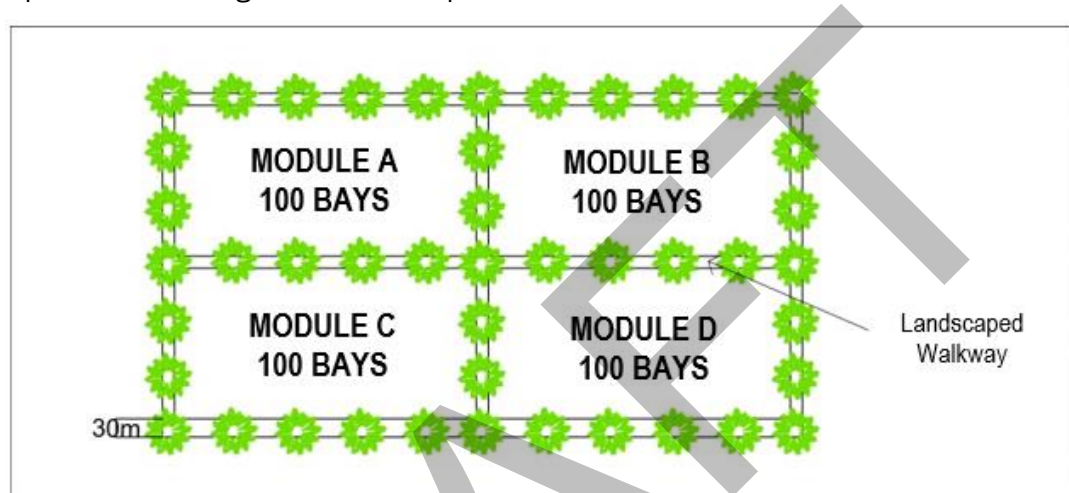 MODULE A
100 BAYS
MODULE B
100 BAYS
MODULE C
100 BAYS
MODULE D
100 BAYS
Landscaped
Walkway
30m